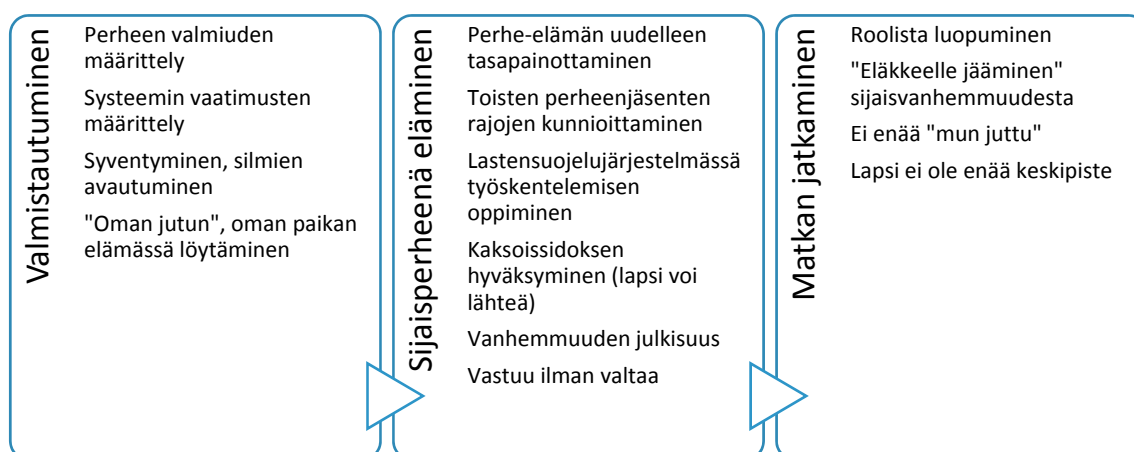 Valmistautuminen
Perheen valmiuden
määrittely
Systeemin vaatimusten
määrittely
Syventyminen, silmien
avautuminen
"Oman jutun", oman paikan
elämässä löytäminen
Sijaisperheenä eläminen
Perhe-elämän uudelleen
tasapainottaminen
Toisten perheenjäsenten
rajojen kunnioittaminen
Lastensuojelujärjestelmässä
työskentelemisen
oppiminen
Kaksoissidoksen
hyväksyminen (lapsi voi
lähteä)
Vanhemmuuden julkisuus
Vastuu ilman valtaa
Matkan jatkaminen
Roolista luopuminen
"Eläkkeelle jääminen"
sijaisvanhemmuudesta
Ei enää "mun juttu"
Lapsi ei ole enää keskipiste